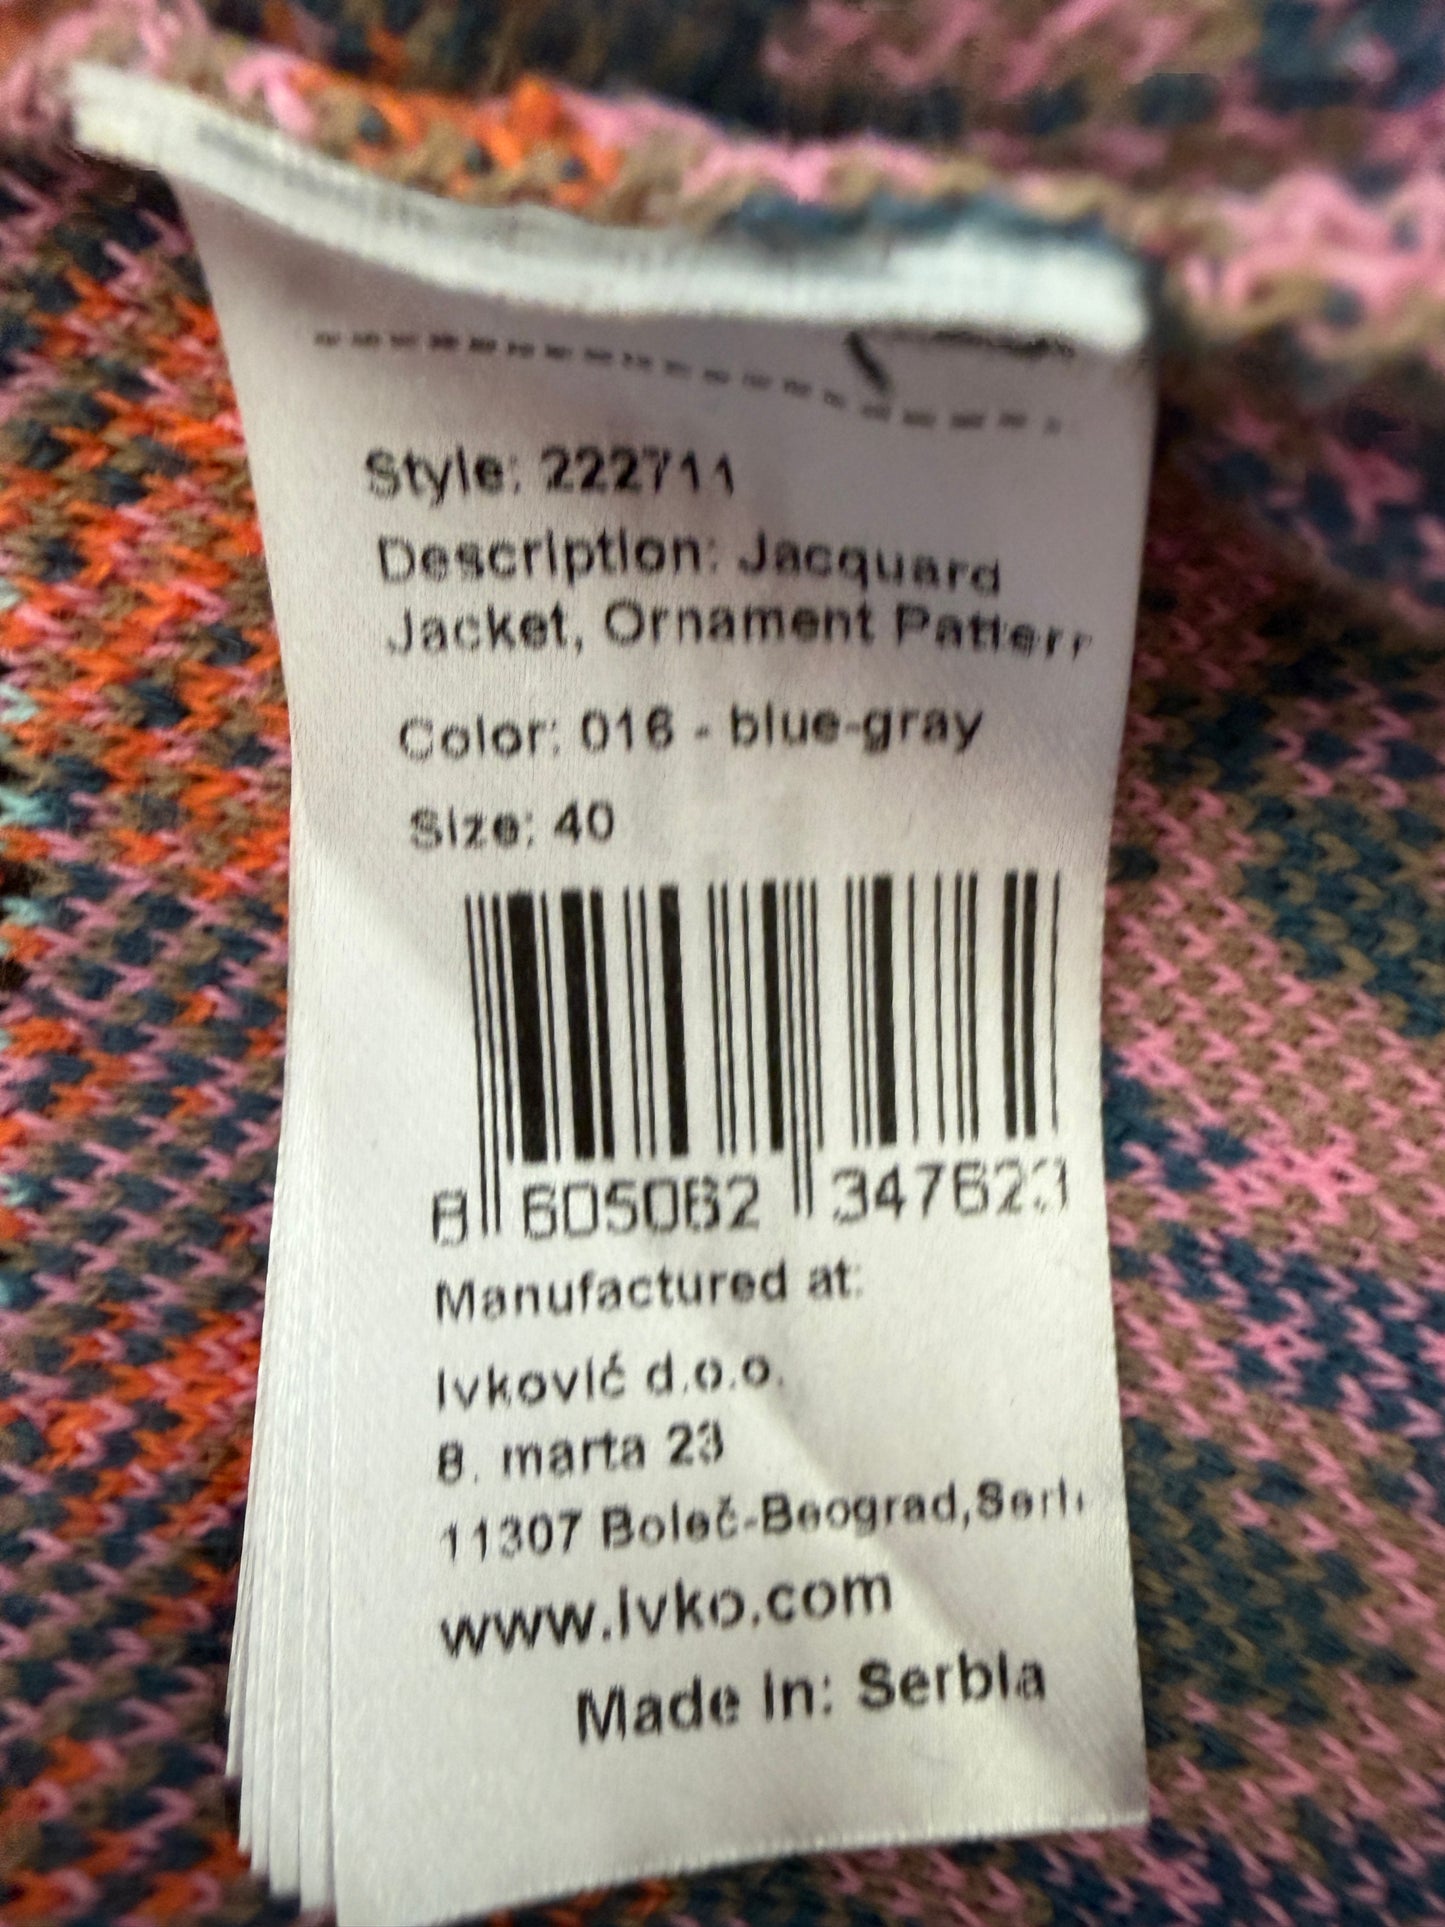 Style: 222711
Description: Jacquard
Jacket, Ornament Pattern
Color: 016 - blue-gray
Size: 40
8 605062 347623
Manufactured at:
Ivković d.o.o.
8. marta 23
11307 Boleč-Beograd,Serb
www.ivko.com
Made in: Serbia